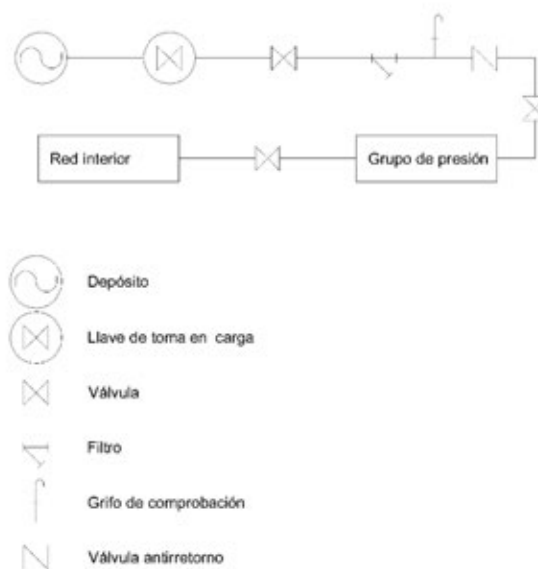 Red interior
Grupo de presión
Depósito
Llave de toma en carga
Válvula
Filtro
Grifo de comprobación
Válvula antirretorno